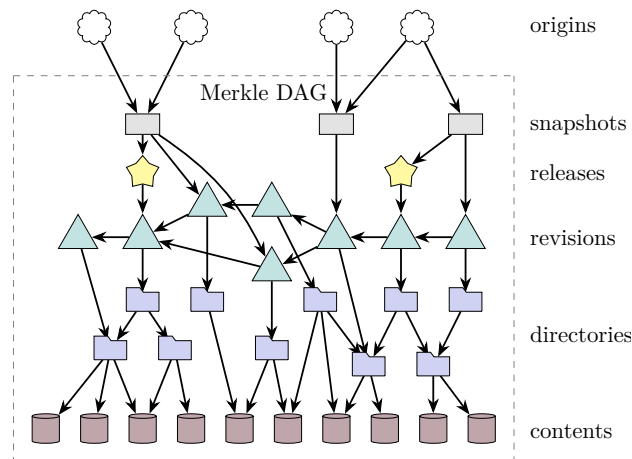 origins
Merkle DAG
snapshots
releases
revisions
directories
contents